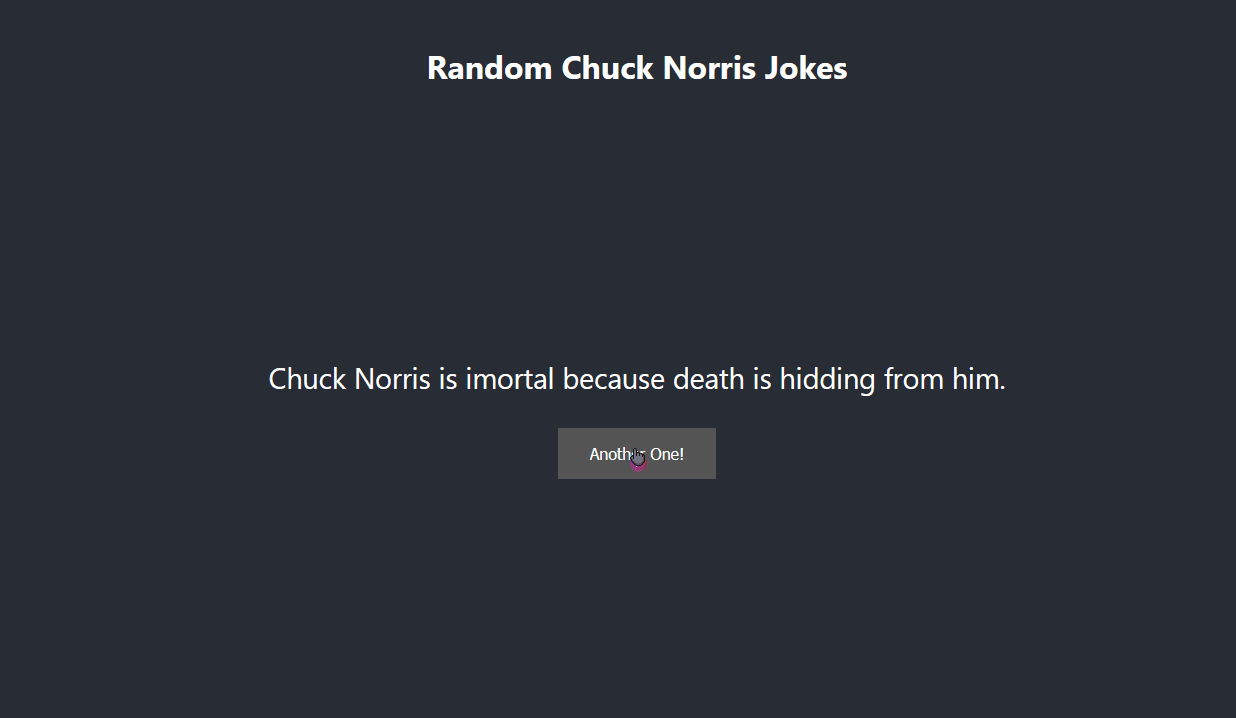 Random Chuck Norris Jokes
Chuck Norris is imortal because death is hidding from him.
Another One!